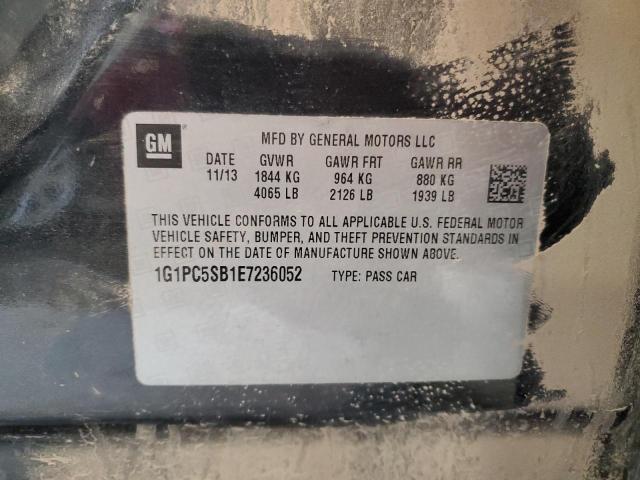 GM
MFD BY GENERAL MOTORS LLC
DATE GVWR GAWR FRT GAWR RR
11/13 1844 KG 964 KG 880 KG
4065 LB 2126 LB 1939 LB
THIS VEHICLE CONFORMS TO ALL APPLICABLE U.S. FEDERAL MOTOR
VEHICLE SAFETY, BUMPER, AND THEFT PREVENTION STANDARDS IN
EFFECT ON THE DATE OF MANUFACTURE SHOWN ABOVE.
1G1PC5SB1E7236052 TYPE: PASS CAR